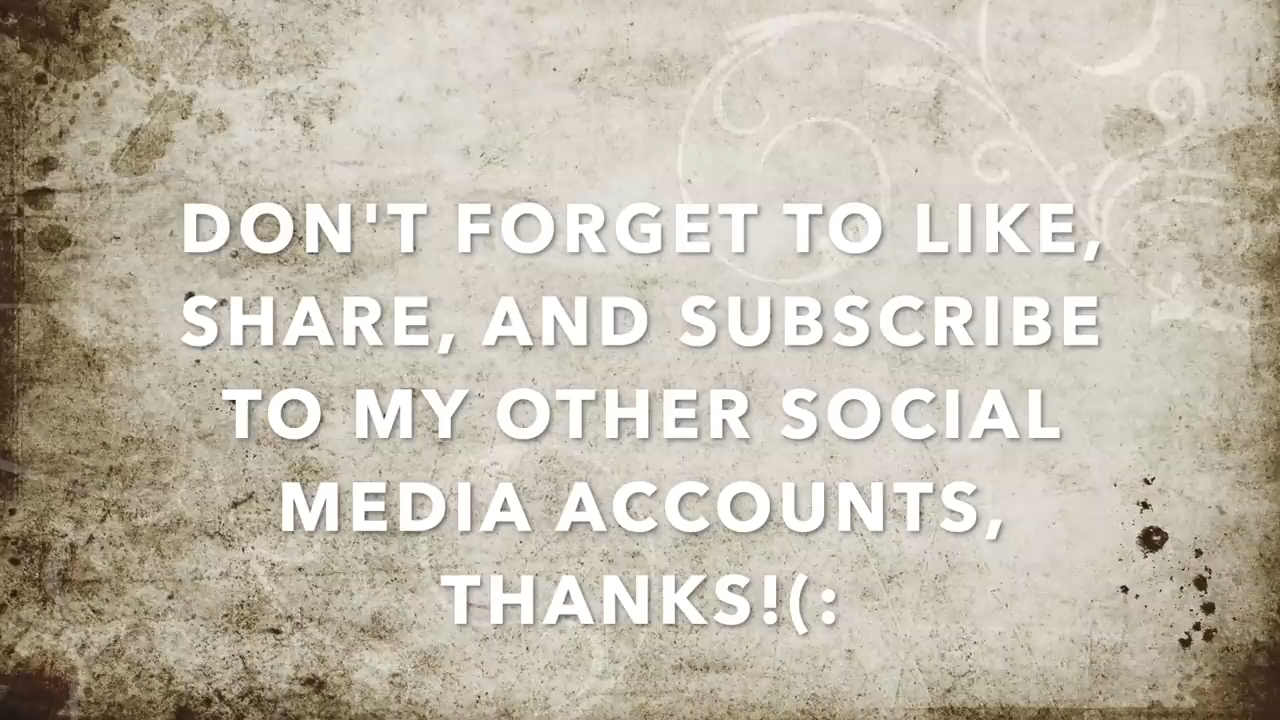 DON'T FORGET TO LIKE,
SHARE, AND SUBSCRIBE
TO MY OTHER SOCIAL
MEDIA ACCOUNTS,
THANKS!(: